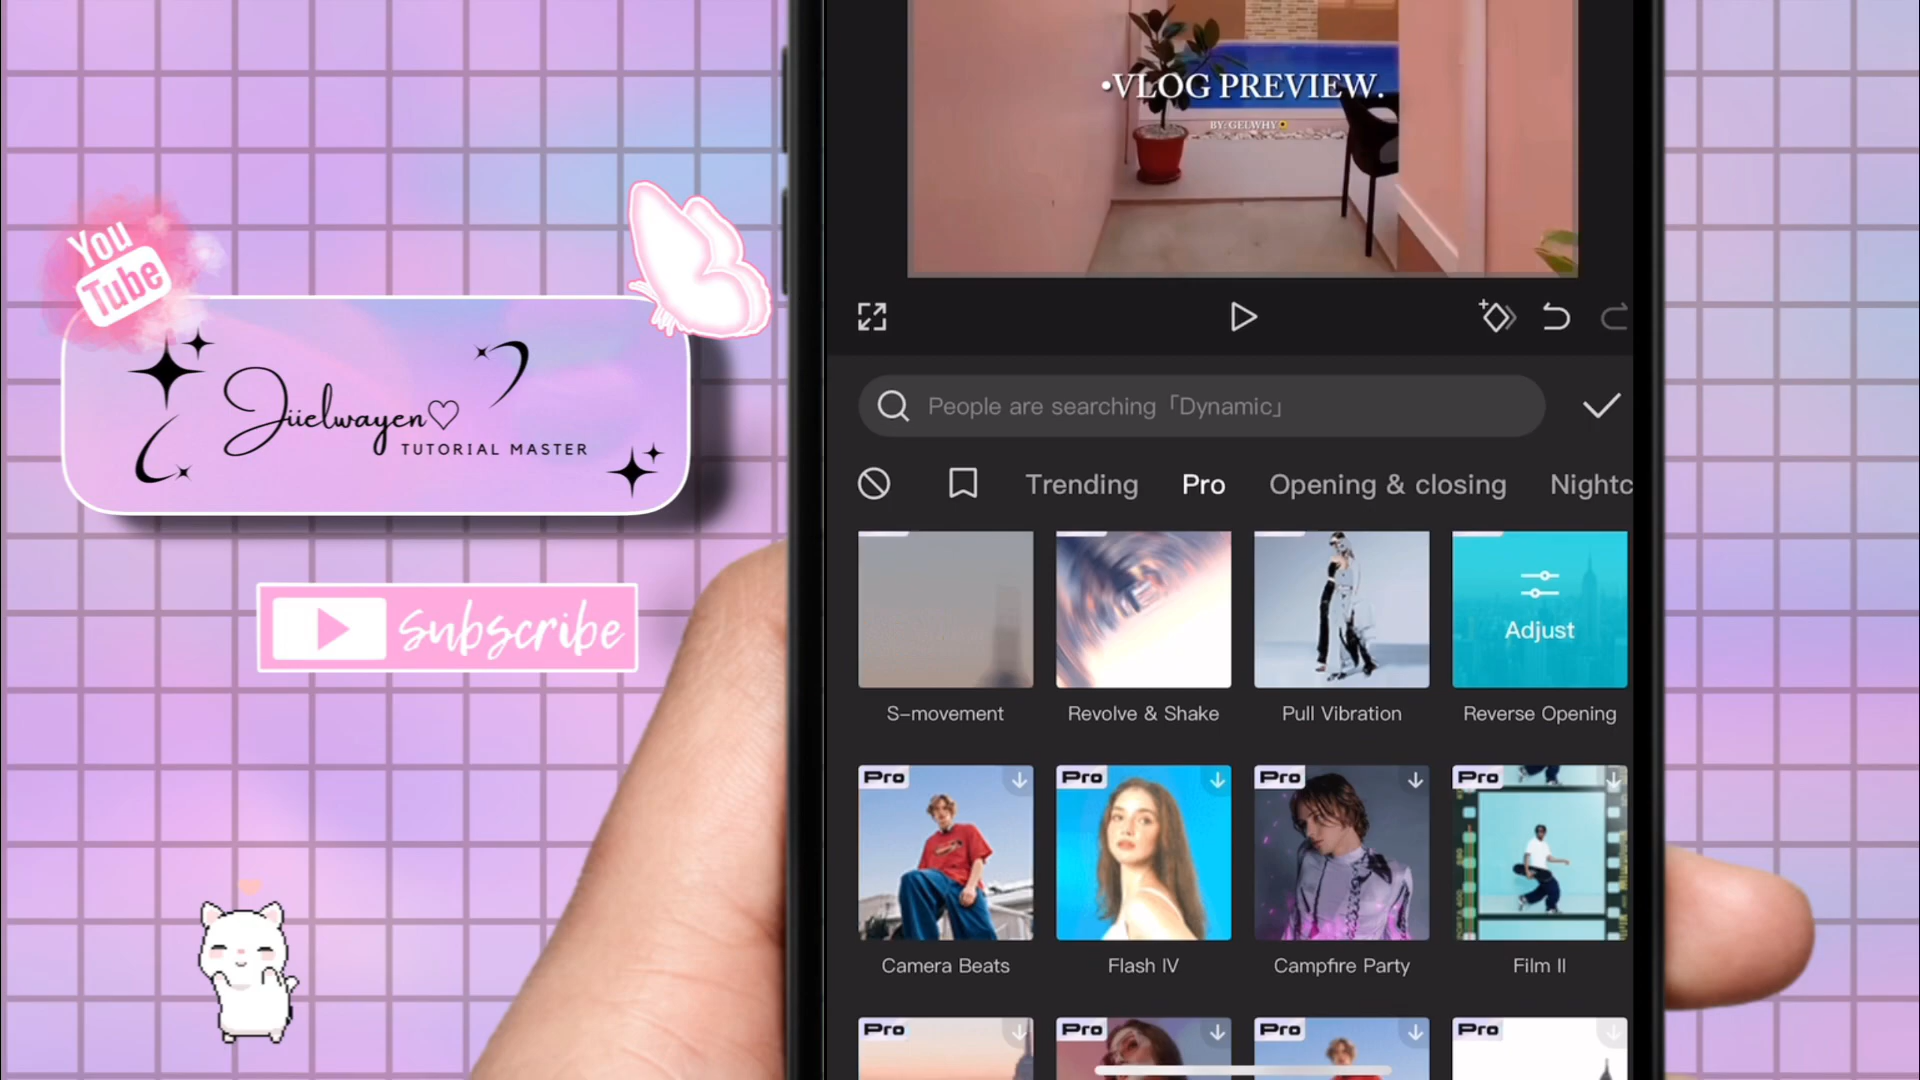 •VLOG PREVIEW.
BY:GELWHY
You
Tube
Jiielwayen♡
TUTORIAL MASTER
Subscribe
People are searching「Dynamic」
Trending Pro Opening & closing Nightc
Adjust
S-movement Revolve & Shake Pull Vibration Reverse Opening
Pro Pro Pro Pro
Camera Beats Flash IV Campfire Party Film II
Pro Pro Pro Pro